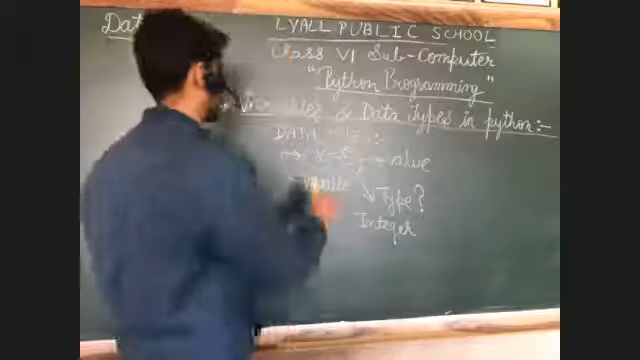 Dat
LYALL PUBLIC SCHOOL
Class VI Sub-Computer
"Python Programming"
& Data Types in python:-
DATA
→ value
Type?
Integer